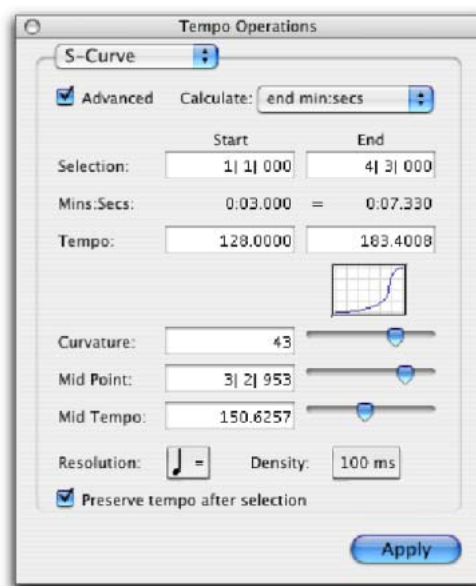 Tempo Operations
S-Curve
Advanced Calculate: end min:secs
Start End
Selection: 1| 1| 000 4| 3| 000
Mins:Secs: 0:03.000 = 0:07.330
Tempo: 128.0000 183.4008
Curvature: 43
Mid Point: 3| 2| 953
Mid Tempo: 150.6257
Resolution: ♩ = Density: 100 ms
Preserve tempo after selection
Apply